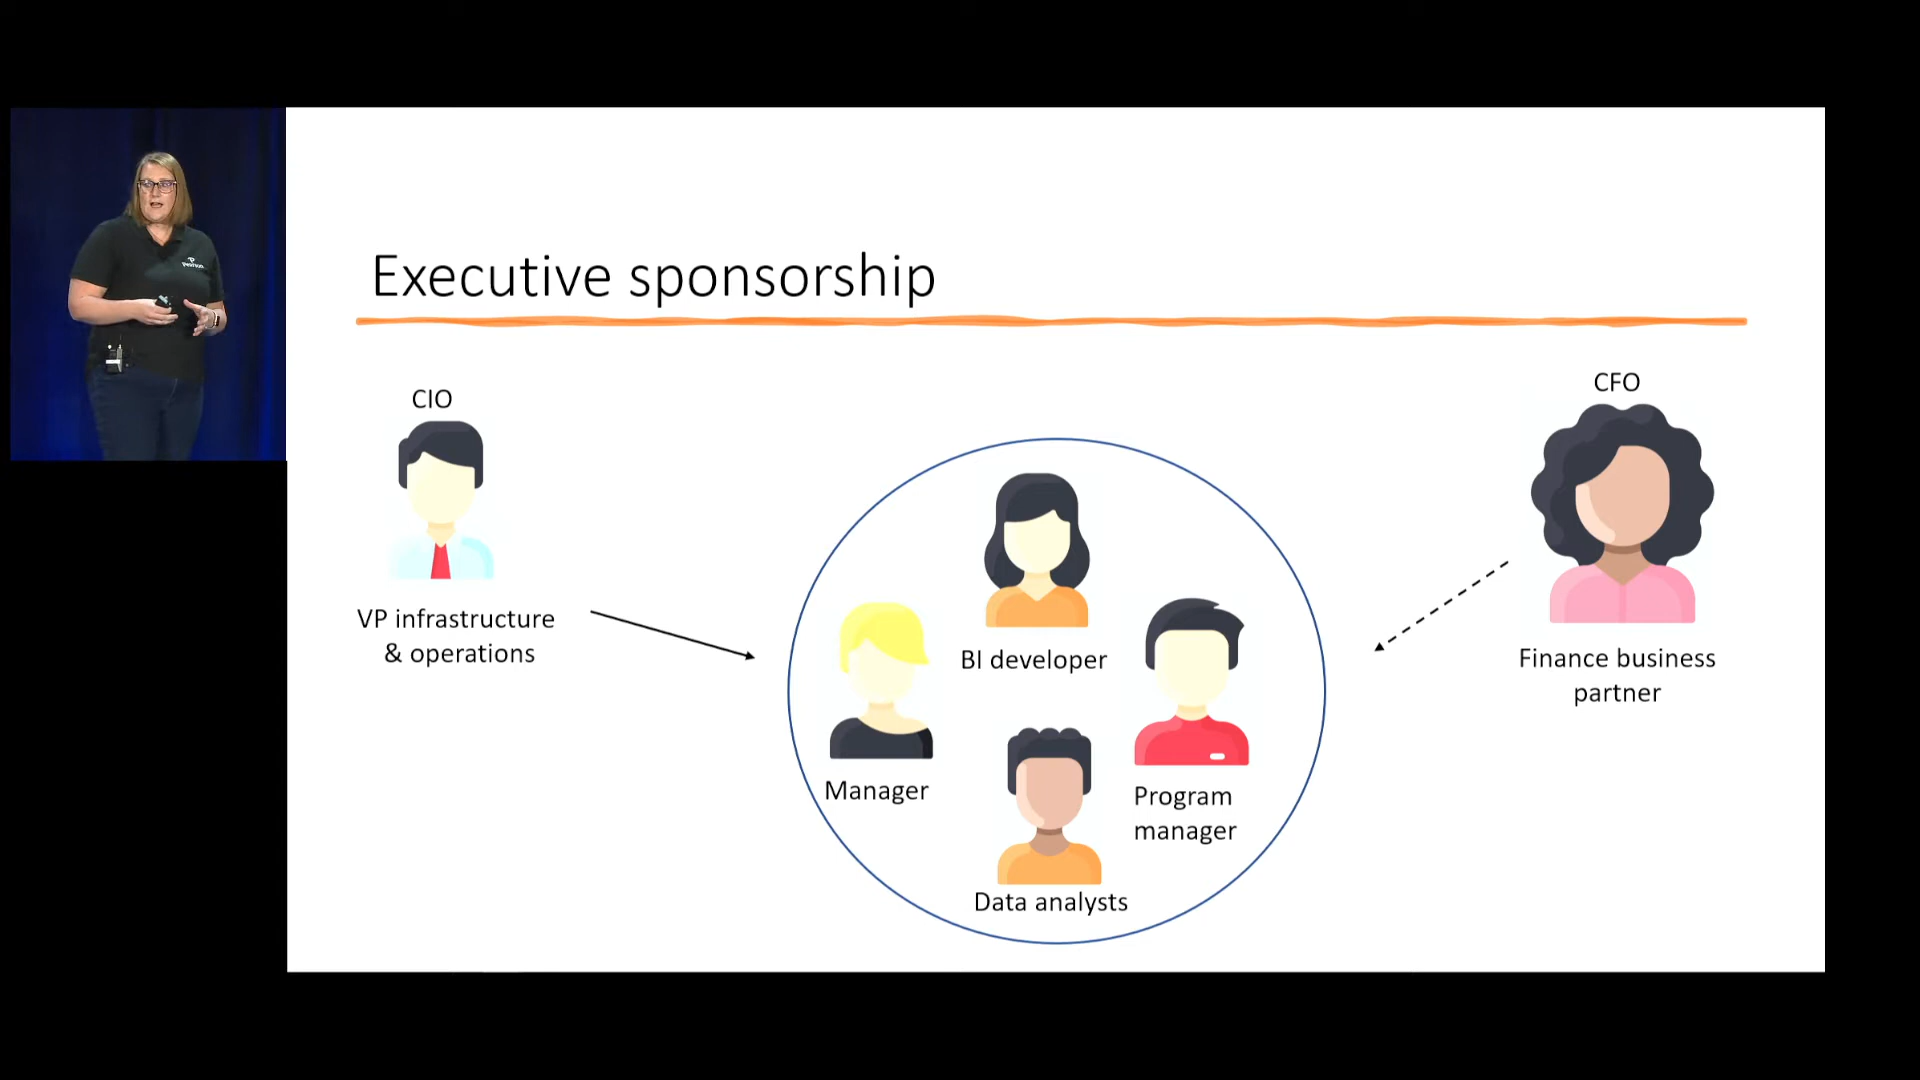 Executive sponsorship
CIO
VP infrastructure
& operations
CFO
Finance business
partner
BI developer
Manager
Program
manager
Data analysts